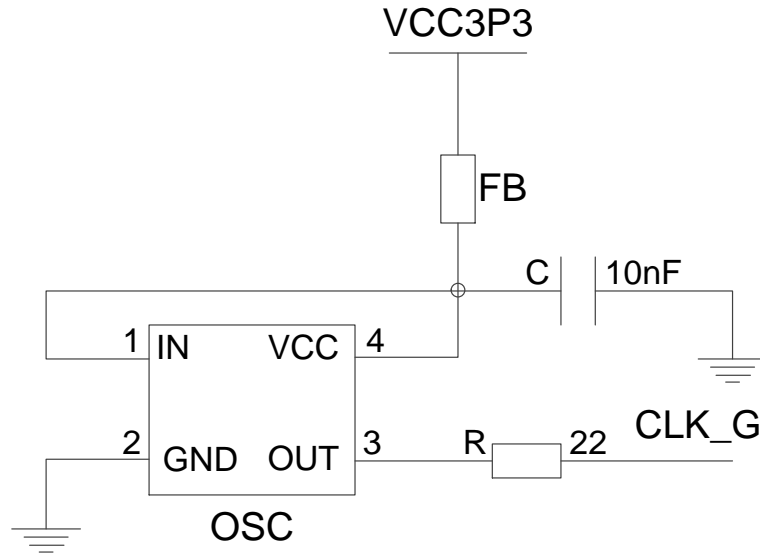 VCC3P3
FB
C 10nF
1 IN VCC 4
2 GND OUT 3 R 22 CLK_G
OSC